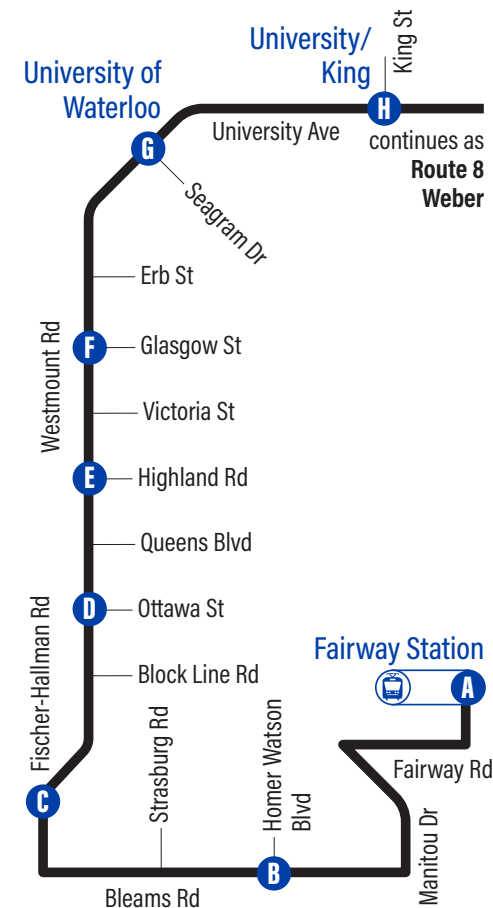 University/
King
King St
H
University of
Waterloo
University Ave
continues as
Route 8
Weber
G
Seagram Dr
Erb St
Westmount Rd
F
Glasgow St
Victoria St
E
Highland Rd
Queens Blvd
D
Ottawa St
Fischer-Hallman Rd
Block Line Rd
Fairway Station
A
Fairway Rd
Manitou Dr
Homer Watson
Blvd
Strasburg Rd
C
B
Bleams Rd